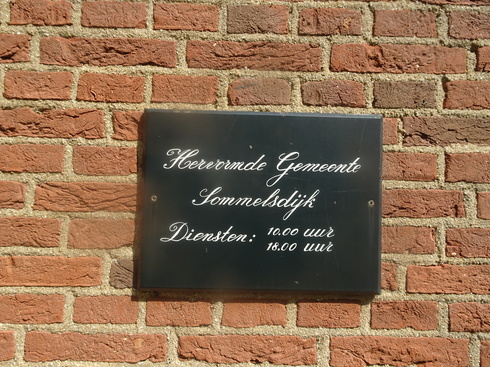 Hervormde Gemeente
Sommelsdijk
Diensten: 10.00 uur
18.00 uur